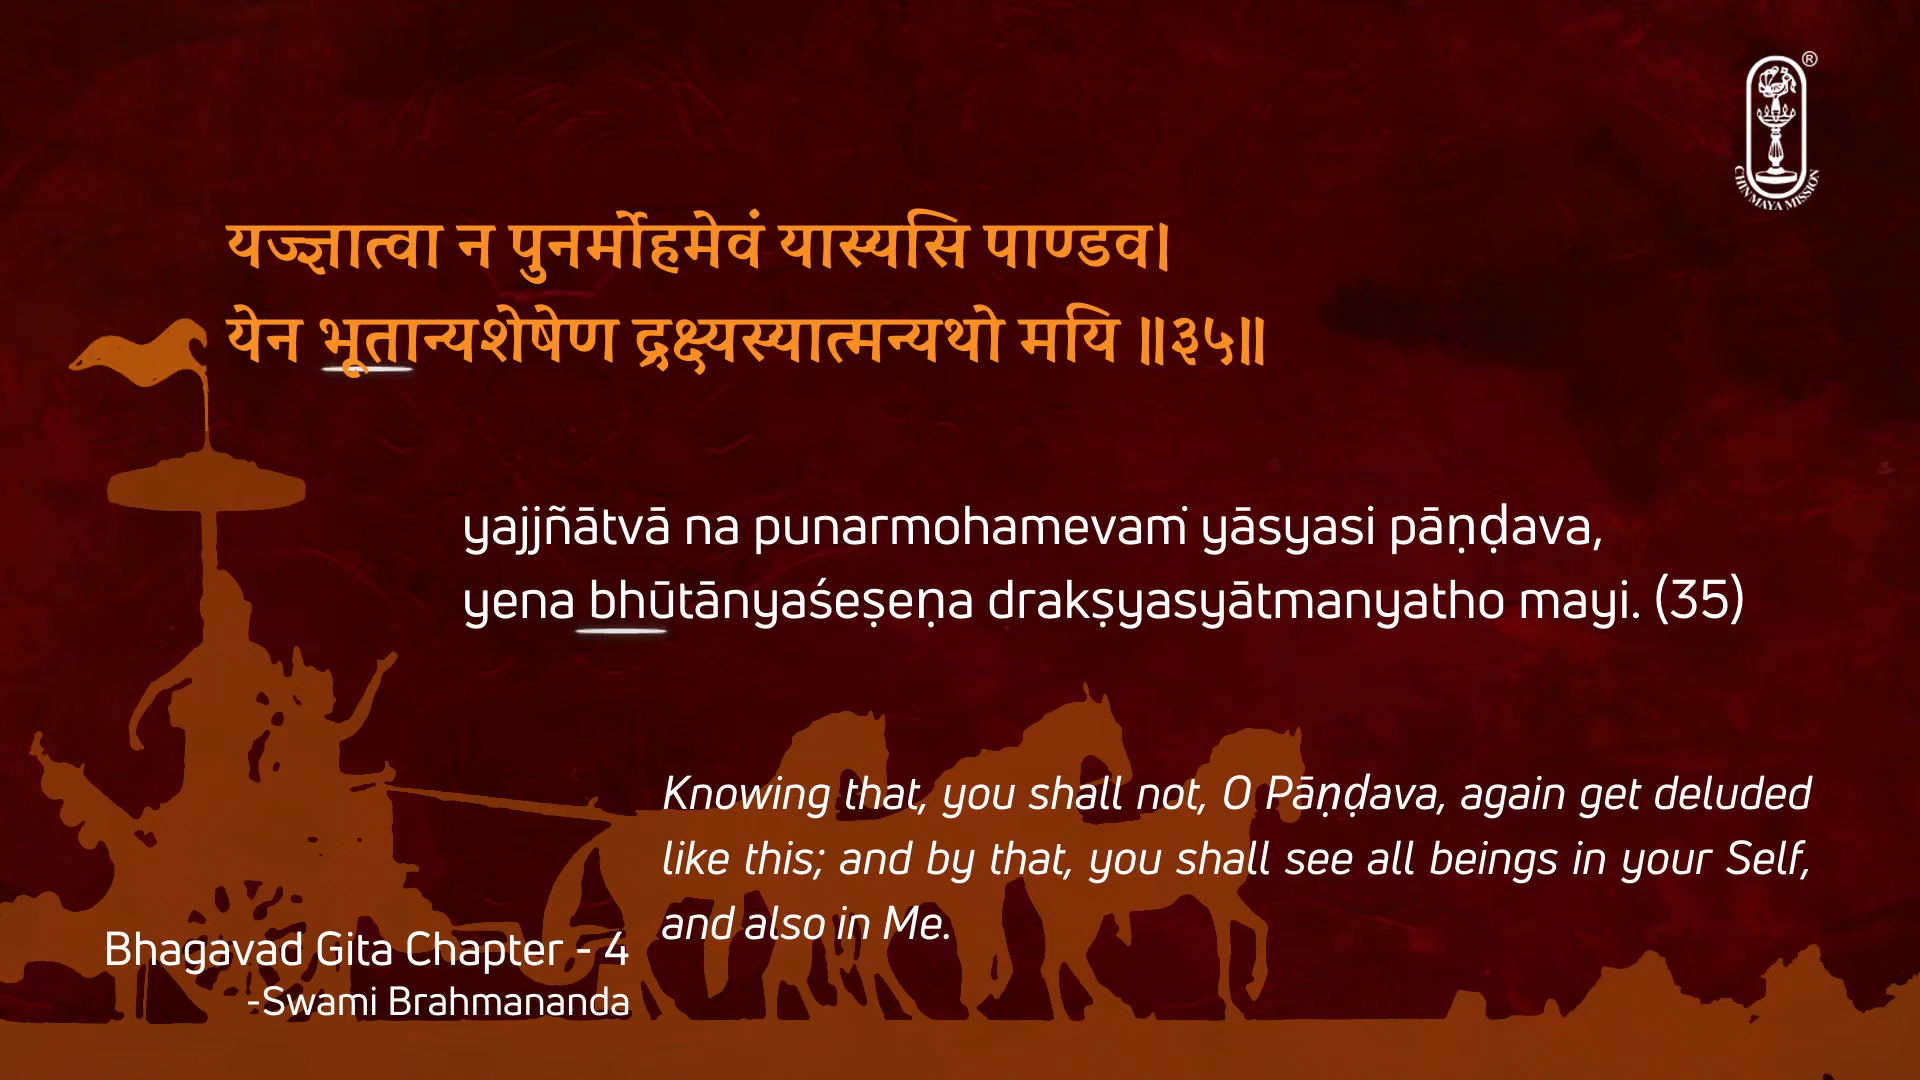 ®
CHINMAYA MISSION
यज्ज्ञात्वा न पुनर्मोहमेवं यास्यसि पाण्डव।
येन भूतान्यशेषेण द्रक्ष्यस्यात्मन्यथो मयि ॥३५॥
yajjñātvā na punarmohamevaṁ yāsyasi pāṇḍava,
yena bhūtānyaśeṣeṇa drakṣyasyātmanyatho mayi. (35)
Knowing that, you shall not, O Pāṇḍava, again get deluded
like this; and by that, you shall see all beings in your Self,
and also in Me.
Bhagavad Gita Chapter - 4
-Swami Brahmananda